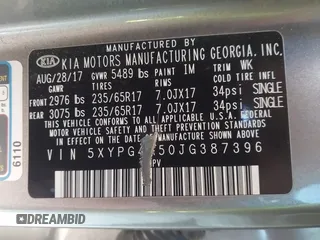 MANUFACTURED BY
KIA KIA MOTORS MANUFACTURING GEORGIA, INC.
AUG/28/17 GVWR 5489 lbs PAINT IM
GAWR TIRES RIMS COLD TIRE INFLATION
FRONT 2976 lbs 235/65R17 7.0JX17 34psi SINGLE
REAR 3075 lbs 235/65R17 7.0JX17 34psi SINGLE
THIS VEHICLE CONFORMS TO ALL APPLICABLE FEDERAL
MOTOR VEHICLE SAFETY AND THEFT PREVENTION
STANDARDS IN EFFECT ON THE DATE OF
MANUFACTURE SHOWN ABOVE
6110
DREAMBID